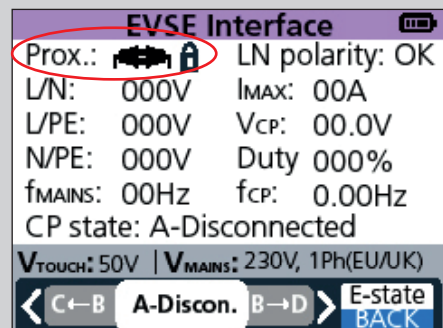 EVSE Interface
Prox.: LN polarity: OK
L/N: 000V IMAX: 00A
L/PE: 000V VCP: 00.0V
N/PE: 000V Duty 000%
fMAINS: 00Hz fCP: 0.00Hz
CP state: A-Disconnected
VTOUCH: 50V | VMAINS: 230V, 1Ph(EU/UK)
C←B A-Discon. B→D E-state
BACK